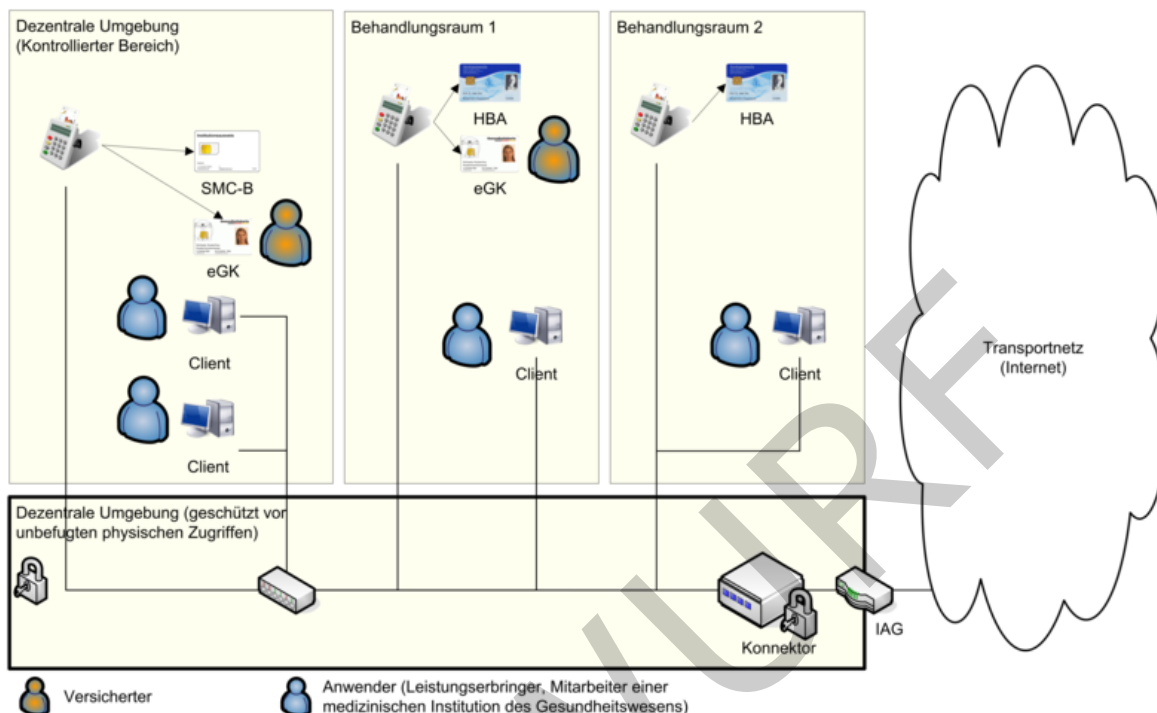 Dezentrale Umgebung
(Kontrollierter Bereich)
SMC-B
eGK
Client
Client
Behandlungsraum 1
HBA
eGK
Client
Behandlungsraum 2
HBA
Client
Transportnetz
(Internet)
Dezentrale Umgebung (geschützt vor
unbefugten physischen Zugriffen)
Konnektor
IAG
Versicherter
Anwender (Leistungserbringer, Mitarbeiter einer
medizinischen Institution des Gesundheitswesens)
WURF